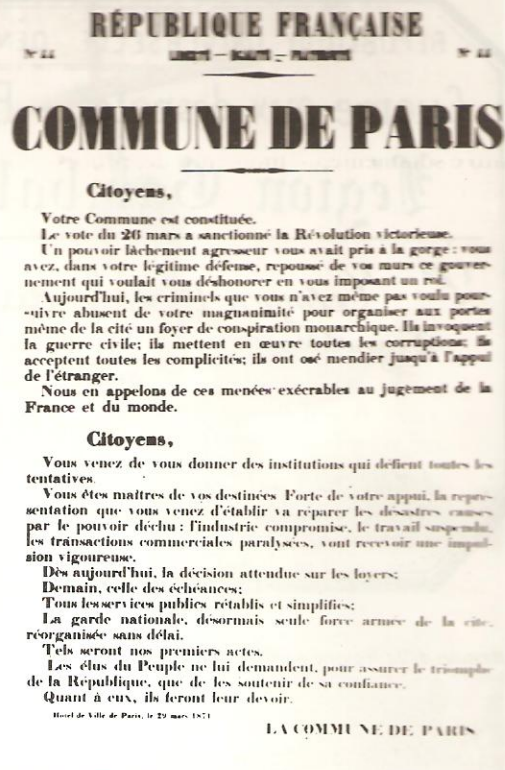 RÉPUBLIQUE FRANÇAISE
N° 44 LIBERTÉ — ÉGALITÉ — FRATERNITÉ N° 44
COMMUNE DE PARIS
Citoyens,
Votre Commune est constituée.
Le vote du 26 mars a sanctionné la Révolution victorieuse.
Un pouvoir lâchement agresseur vous avait pris à la gorge : vous
avez, dans votre légitime défense, repoussé de vos murs ce gouver-
nement qui voulait vous déshonorer en vous imposant un roi.
Aujourd'hui, les criminels que vous n'avez même pas voulu pour-
suivre abusent de votre magnanimité pour organiser aux portes
même de la cité un foyer de conspiration monarchique. Ils invoquent
la guerre civile; ils mettent en œuvre toutes les corruptions; ils
acceptent toutes les complicités; ils ont osé mendier jusqu'à l'appui
de l'étranger.
Nous en appelons de ces menées exécrables au jugement de la
France et du monde.
Citoyens,
Vous venez de vous donner des institutions qui défient toutes les
tentatives.
Vous êtes maîtres de vos destinées Forte de votre appui, la repré-
sentation que vous venez d'établir va réparer les désastres causés
par le pouvoir déchu : l'industrie compromise, le travail suspendu,
les transactions commerciales paralysées, vont recevoir une impul-
sion vigoureuse.
Dès aujourd'hui, la décision attendue sur les loyers;
Demain, celle des échéances;
Tous les services publics rétablis et simplifiés;
La garde nationale, désormais seule force armée de la cité,
réorganisée sans délai.
Tels seront nos premiers actes.
Les élus du Peuple ne lui demandent, pour assurer le triomphe
de la République, que de les soutenir de sa confiance.
Quant à eux, ils feront leur devoir.
Hôtel de Ville de Paris, le 29 mars 1871
LA COMMUNE DE PARIS